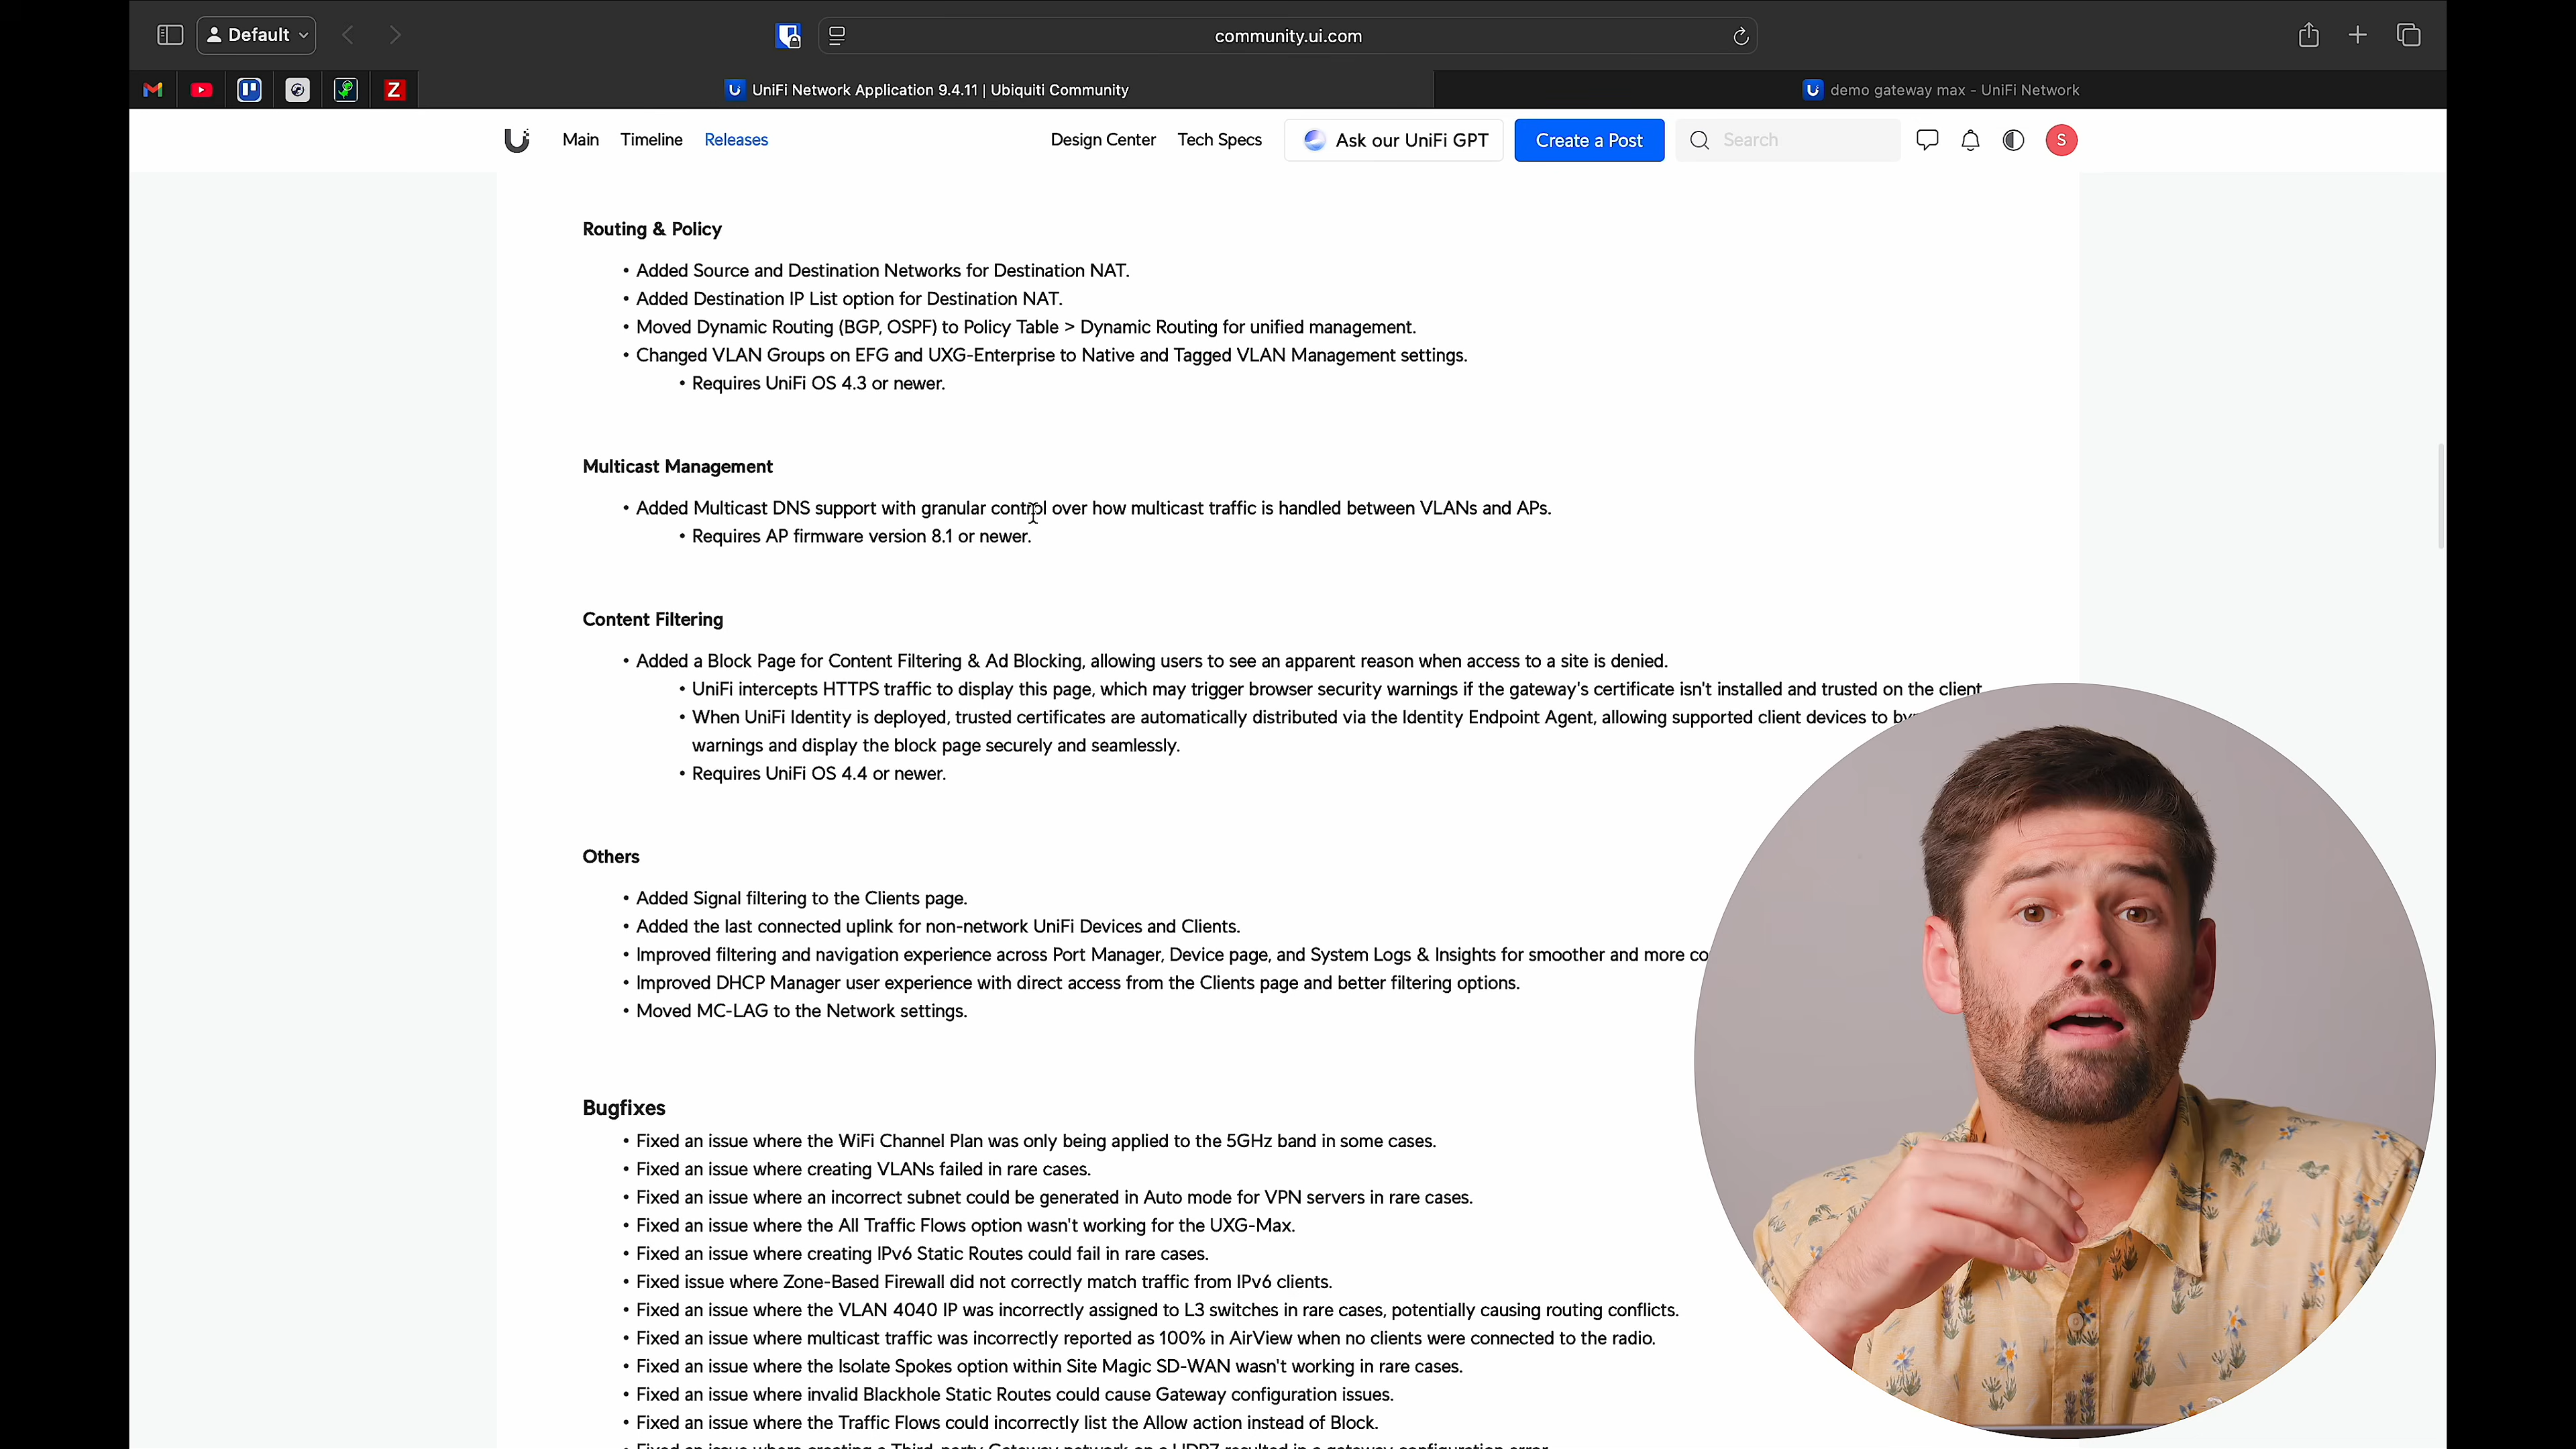 Default
community.ui.com
UniFi Network Application 9.4.11 | Ubiquiti Community
demo gateway max - UniFi Network
Main Timeline Releases Design Center Tech Specs Ask our UniFi GPT Create a Post Search S
Routing & Policy
• Added Source and Destination Networks for Destination NAT.
• Added Destination IP List option for Destination NAT.
• Moved Dynamic Routing (BGP, OSPF) to Policy Table > Dynamic Routing for unified management.
• Changed VLAN Groups on EFG and UXG-Enterprise to Native and Tagged VLAN Management settings.
• Requires UniFi OS 4.3 or newer.
Multicast Management
• Added Multicast DNS support with granular control over how multicast traffic is handled between VLANs and APs.
• Requires AP firmware version 8.1 or newer.
Content Filtering
• Added a Block Page for Content Filtering & Ad Blocking, allowing users to see an apparent reason when access to a site is denied.
• UniFi intercepts HTTPS traffic to display this page, which may trigger browser security warnings if the gateway's certificate isn't installed and trusted on the client
• When UniFi Identity is deployed, trusted certificates are automatically distributed via the Identity Endpoint Agent, allowing supported client devices to
warnings and display the block page securely and seamlessly.
• Requires UniFi OS 4.4 or newer.
Others
• Added Signal filtering to the Clients page.
• Added the last connected uplink for non-network UniFi Devices and Clients.
• Improved filtering and navigation experience across Port Manager, Device page, and System Logs & Insights for smoother and more
• Improved DHCP Manager user experience with direct access from the Clients page and better filtering options.
• Moved MC-LAG to the Network settings.
Bugfixes
• Fixed an issue where the WiFi Channel Plan was only being applied to the 5GHz band in some cases.
• Fixed an issue where creating VLANs failed in rare cases.
• Fixed an issue where an incorrect subnet could be generated in Auto mode for VPN servers in rare cases.
• Fixed an issue where the All Traffic Flows option wasn't working for the UXG-Max.
• Fixed an issue where creating IPv6 Static Routes could fail in rare cases.
• Fixed issue where Zone-Based Firewall did not correctly match traffic from IPv6 clients.
• Fixed an issue where the VLAN 4040 IP was incorrectly assigned to L3 switches in rare cases, potentially causing routing conflicts.
• Fixed an issue where multicast traffic was incorrectly reported as 100% in AirView when no clients were connected to the radio.
• Fixed an issue where the Isolate Spokes option within Site Magic SD-WAN wasn't working in rare cases.
• Fixed an issue where invalid Blackhole Static Routes could cause Gateway configuration issues.
• Fixed an issue where the Traffic Flows could incorrectly list the Allow action instead of Block.